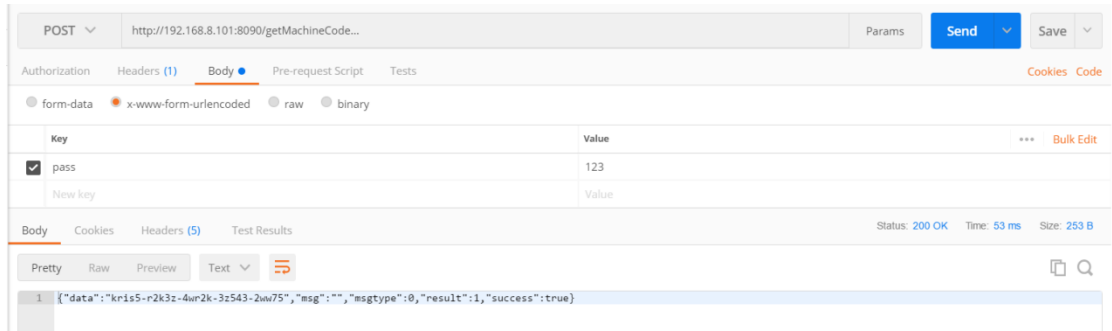 POST http://192.168.8.101:8090/getMachineCode... Params Send Save
Authorization Headers (1) Body Pre-request Script Tests Cookies Code
form-data x-www-form-urlencoded raw binary
Key Value ••• Bulk Edit
pass 123
New key Value
Body Cookies Headers (5) Test Results Status: 200 OK Time: 53 ms Size: 253 B
Pretty Raw Preview Text
1 {"data":"kris5-r2k3z-4wr2k-3z543-2ww75","msg":"","msgtype":0,"result":1,"success":true}